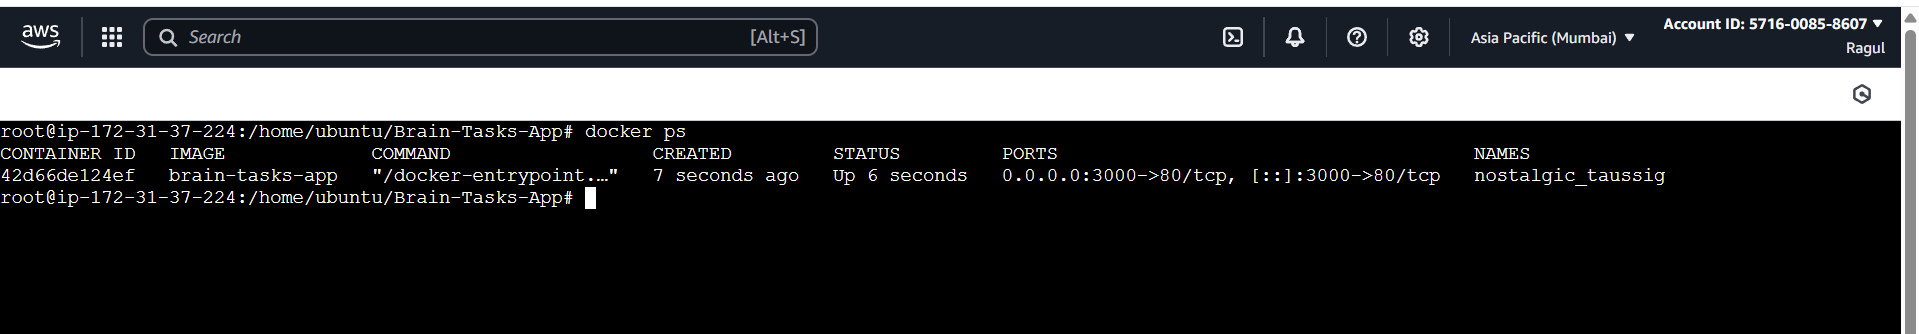 aws Search [Alt+S] Asia Pacific (Mumbai) Account ID: 5716-0085-8607
Ragul
root@ip-172-31-37-224:/home/ubuntu/Brain-Tasks-App# docker ps
CONTAINER ID IMAGE COMMAND CREATED STATUS PORTS NAMES
42d66de124ef brain-tasks-app "/docker-entrypoint.…" 7 seconds ago Up 6 seconds 0.0.0.0:3000->80/tcp, [::]:3000->80/tcp nostalgic_taussig
root@ip-172-31-37-224:/home/ubuntu/Brain-Tasks-App#